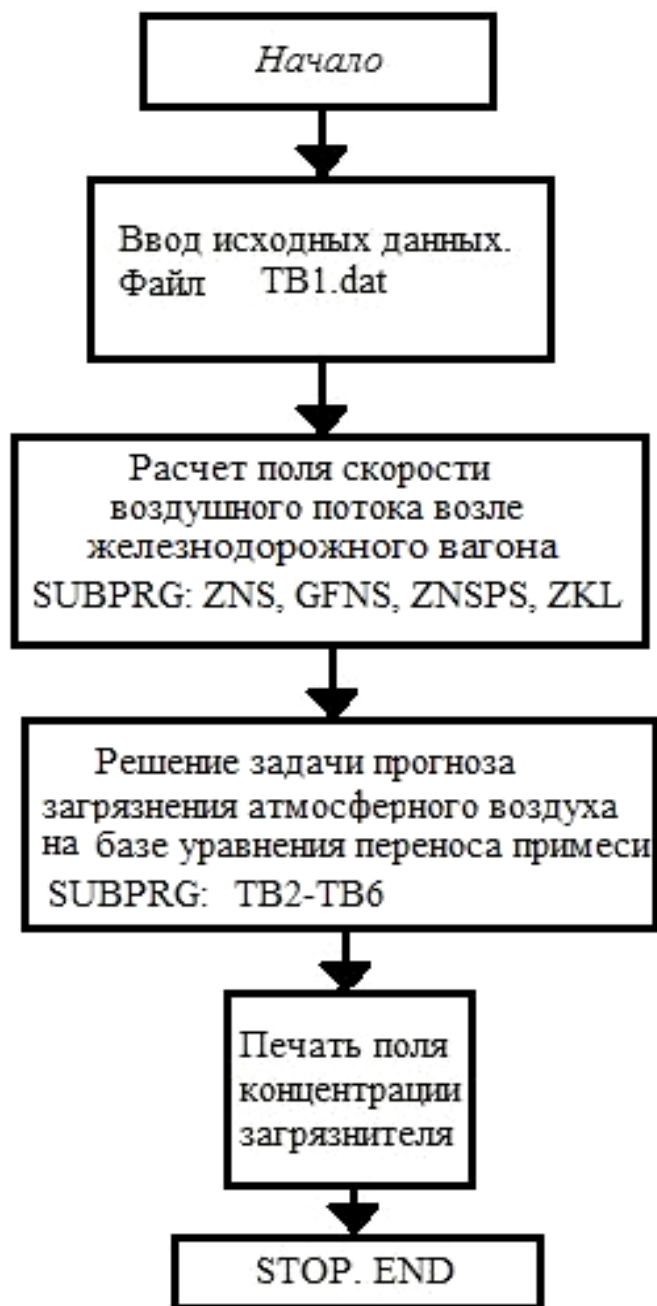 Начало
Ввод исходных данных.
Файл TB1.dat
Расчет поля скорости
воздушного потока возле
железнодорожного вагона
SUBPRG: ZNS, GFNS, ZNSPS, ZKL
Решение задачи прогноза
загрязнения атмосферного воздуха
на базе уравнения переноса примеси
SUBPRG: TB2-TB6
Печать поля
концентрации
загрязнителя
STOP. END